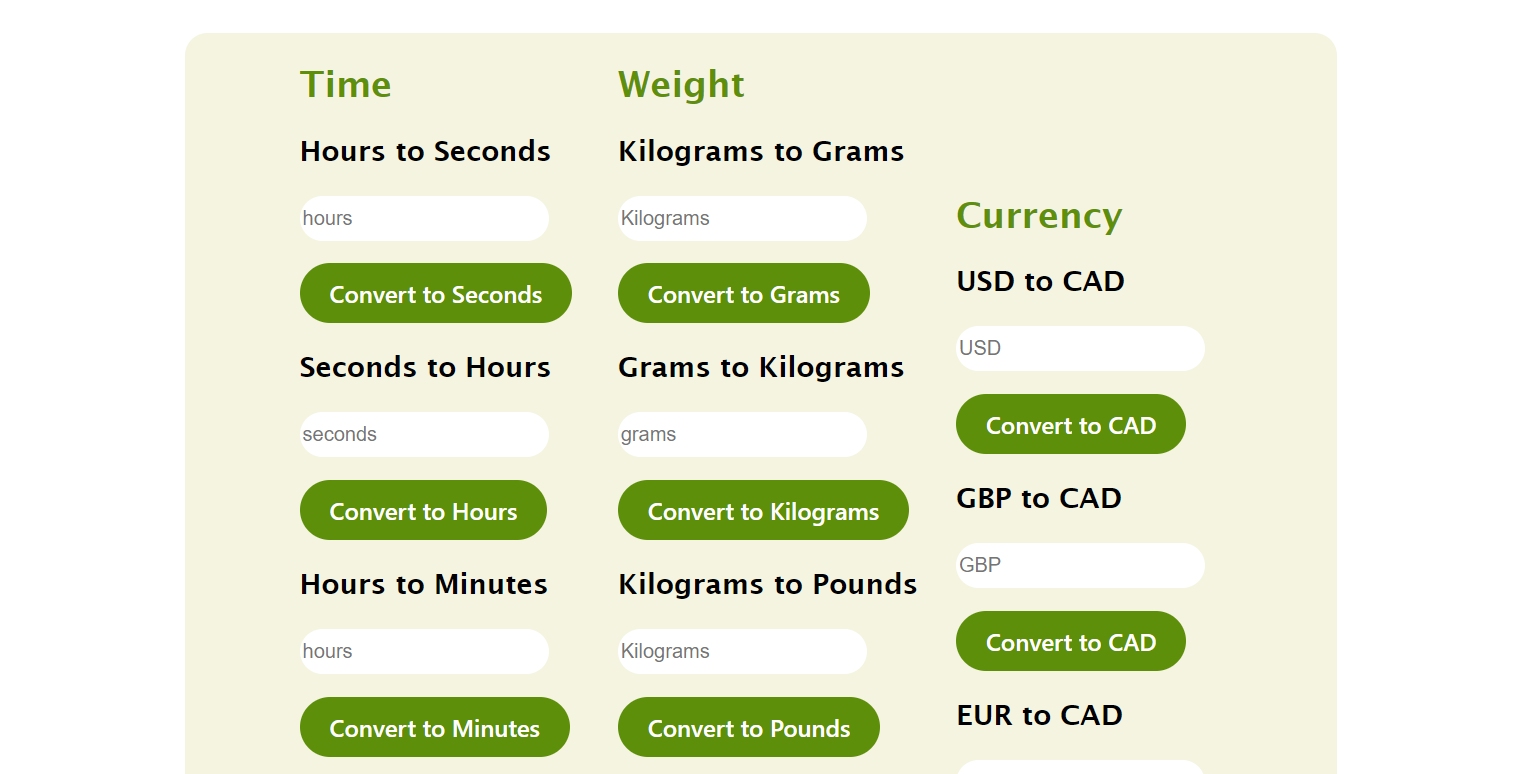 Time
Hours to Seconds
hours
Convert to Seconds
Seconds to Hours
seconds
Convert to Hours
Hours to Minutes
hours
Convert to Minutes
Weight
Kilograms to Grams
Kilograms
Convert to Grams
Grams to Kilograms
grams
Convert to Kilograms
Kilograms to Pounds
Kilograms
Convert to Pounds
Currency
USD to CAD
USD
Convert to CAD
GBP to CAD
GBP
Convert to CAD
EUR to CAD